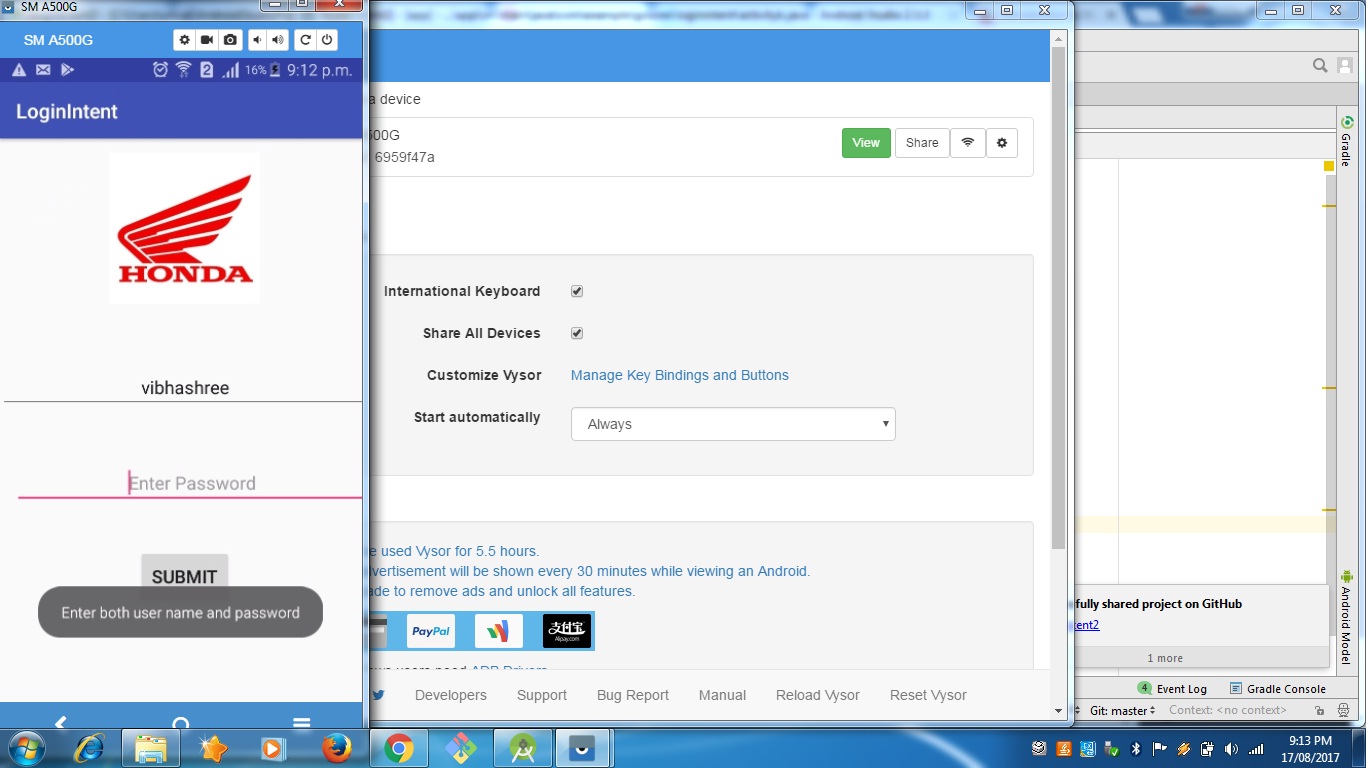 SM A500G
SM A500G
2 16% 9:12 p.m.
LoginIntent
HONDA
vibhashree
Enter Password
SUBMIT
Enter both user name and password
a device
500G
6959f47a
View Share
International Keyboard
Share All Devices
Customize Vysor Manage Key Bindings and Buttons
Start automatically Always
e used Vysor for 5.5 hours.
vertisement will be shown every 30 minutes while viewing an Android.
ade to remove ads and unlock all features.
PayPal 支付宝
Alipay.com
Developers Support Bug Report Manual Reload Vysor Reset Vysor
Gradle
Android Model
fully shared project on GitHub
tent2
1 more
4 Event Log Gradle Console
Git: master Context: <no context>
9:13 PM
17/08/2017